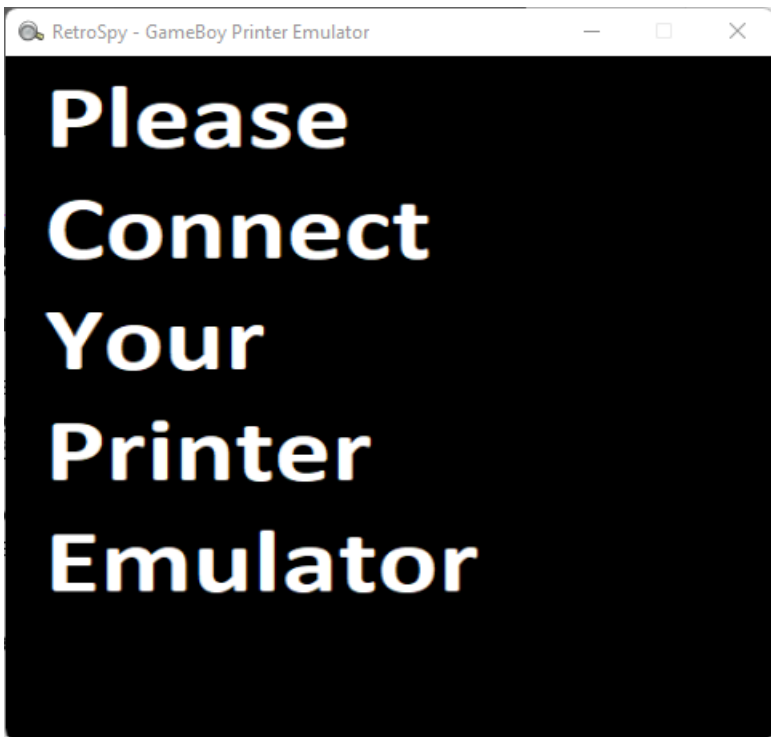 RetroSpy - GameBoy Printer Emulator
Please
Connect
Your
Printer
Emulator